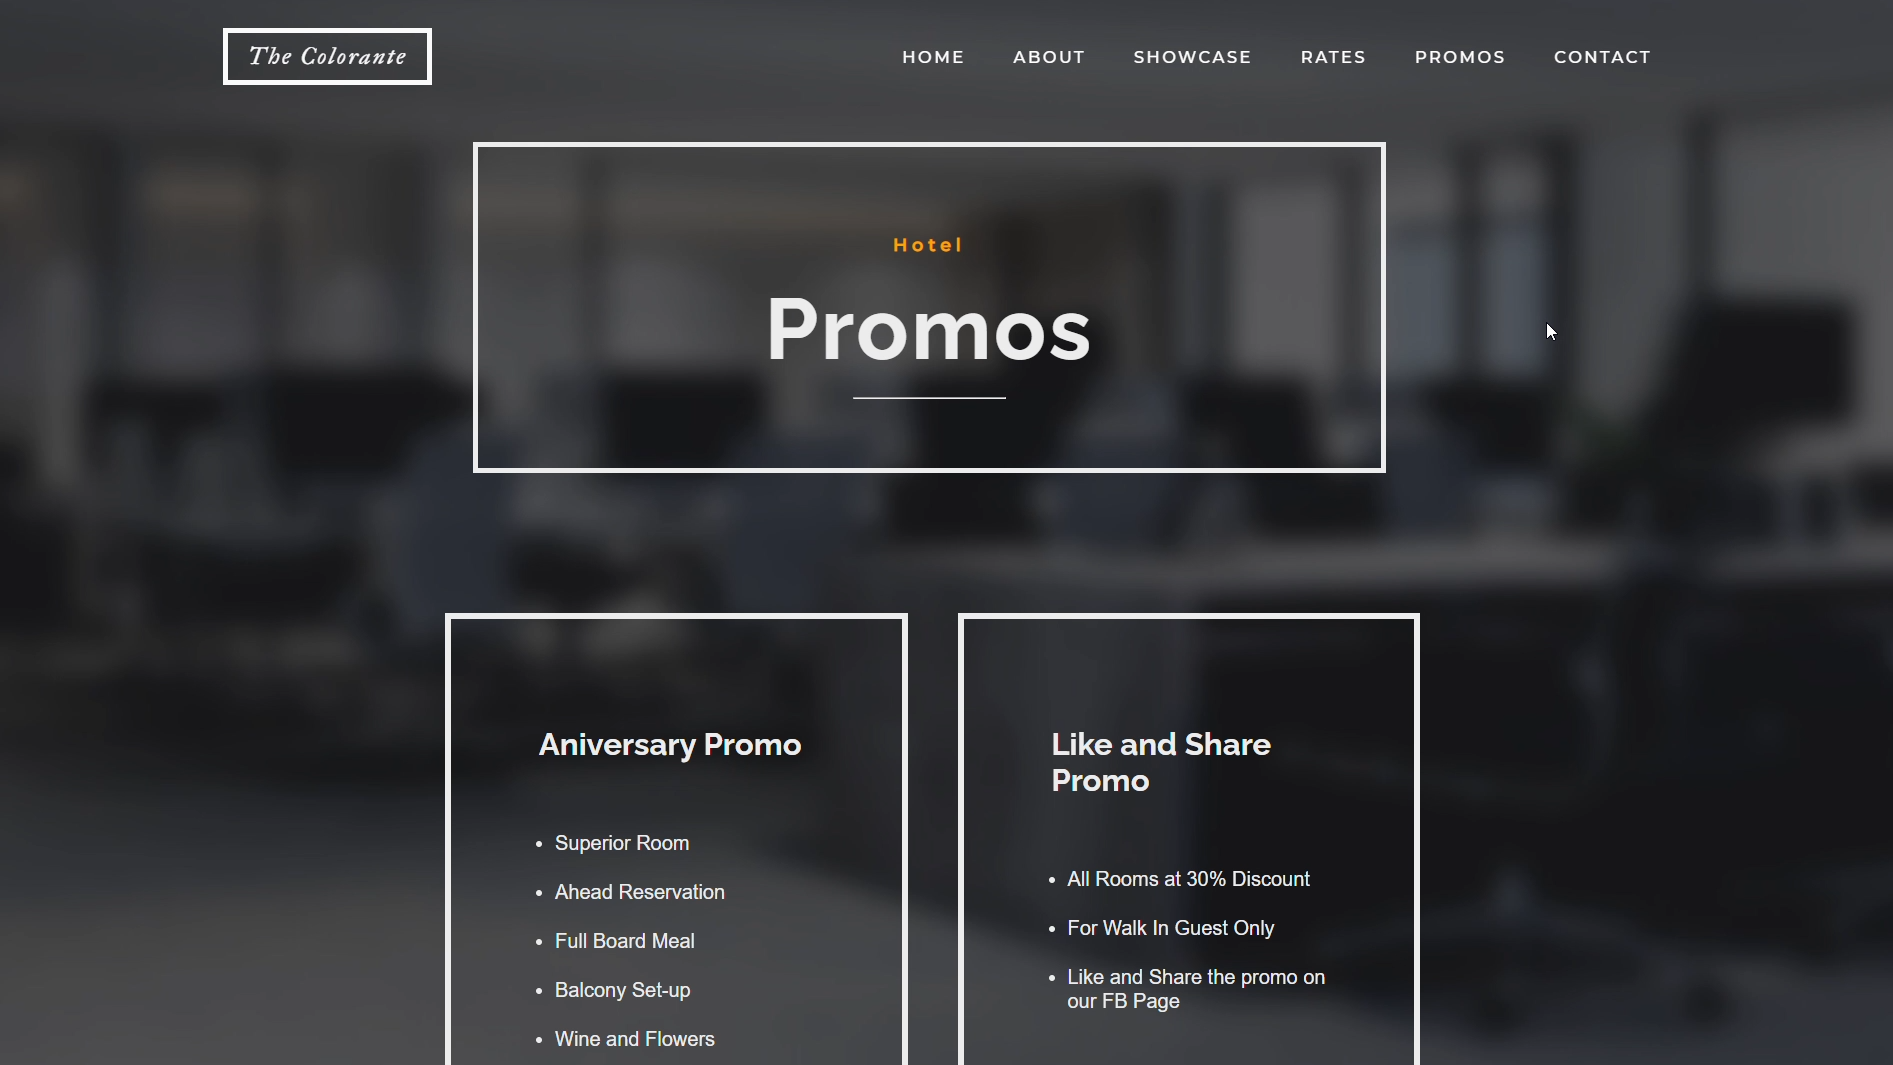 The Colorante
HOME ABOUT SHOWCASE RATES PROMOS CONTACT
Hotel
Promos
Aniversary Promo
Superior Room
Ahead Reservation
Full Board Meal
Balcony Set-up
Wine and Flowers
Like and Share
Promo
All Rooms at 30% Discount
For Walk In Guest Only
Like and Share the promo on
our FB Page